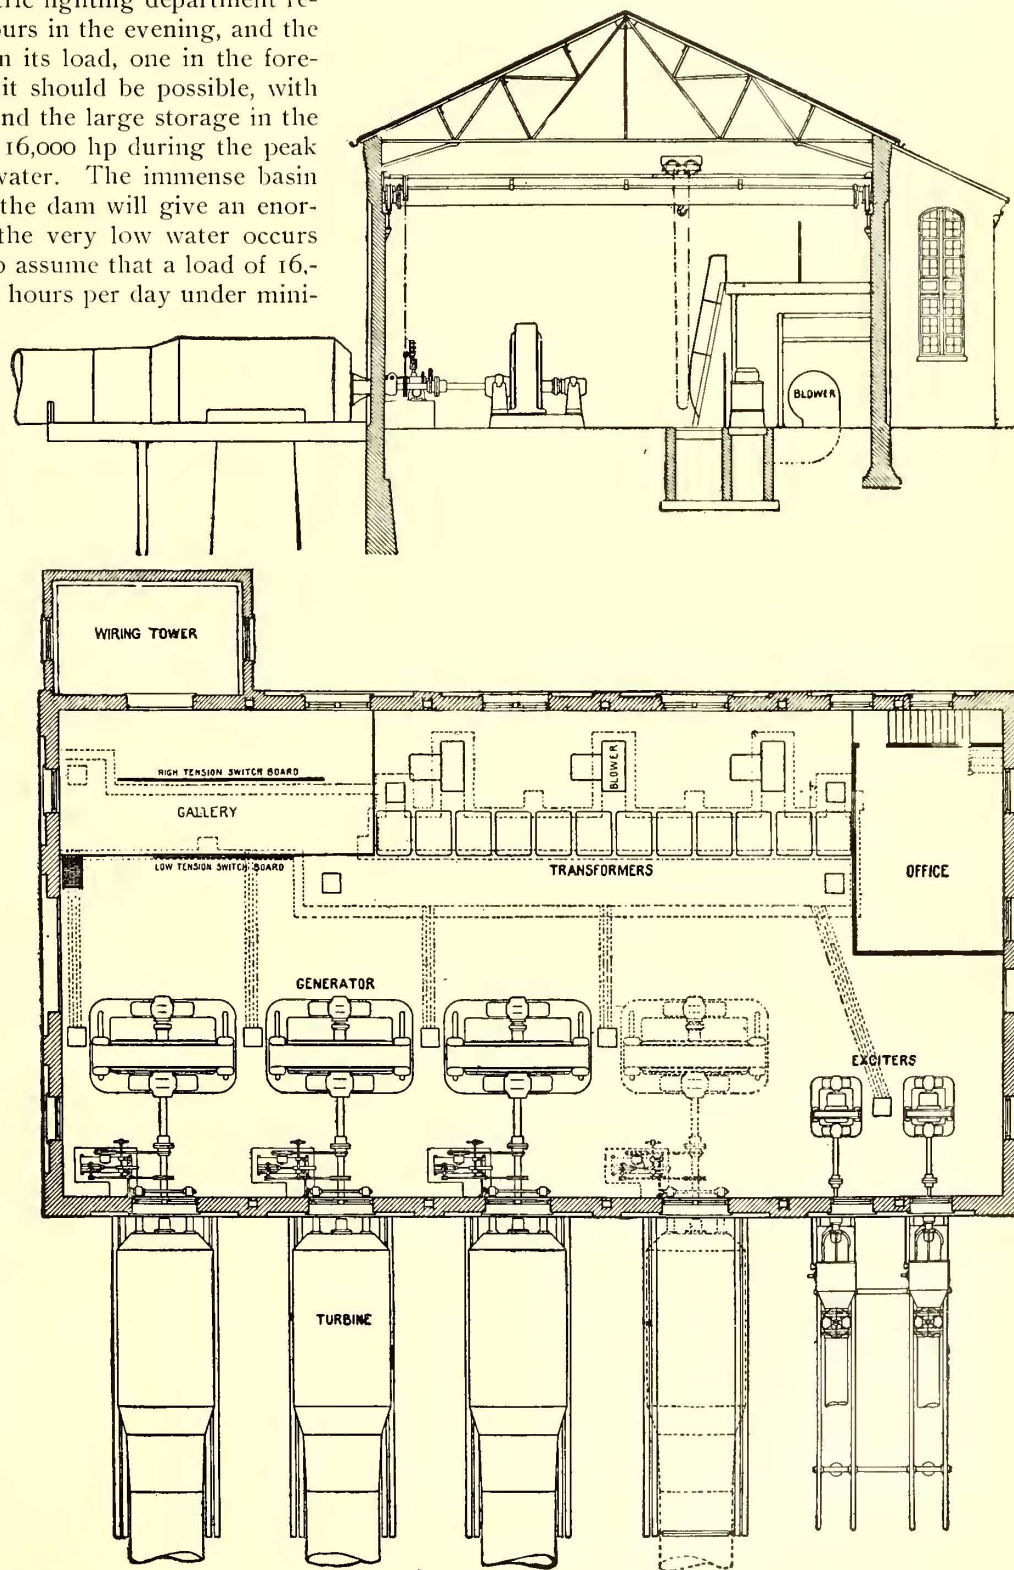 tric lighting department re-
ours in the evening, and the
n its load, one in the fore-
it should be possible, with
nd the large storage in the
16,000 hp during the peak
vater. The immense basin
the dam will give an enor-
the very low water occurs
o assume that a load of 16,-
hours per day under mini-
BLOWER
WIRING TOWER
HIGH TENSION SWITCH BOARD
BLOWER
GALLERY
LOW TENSION SWITCH BOARD
TRANSFORMERS
OFFICE
GENERATOR
EXCITERS
TURBINE